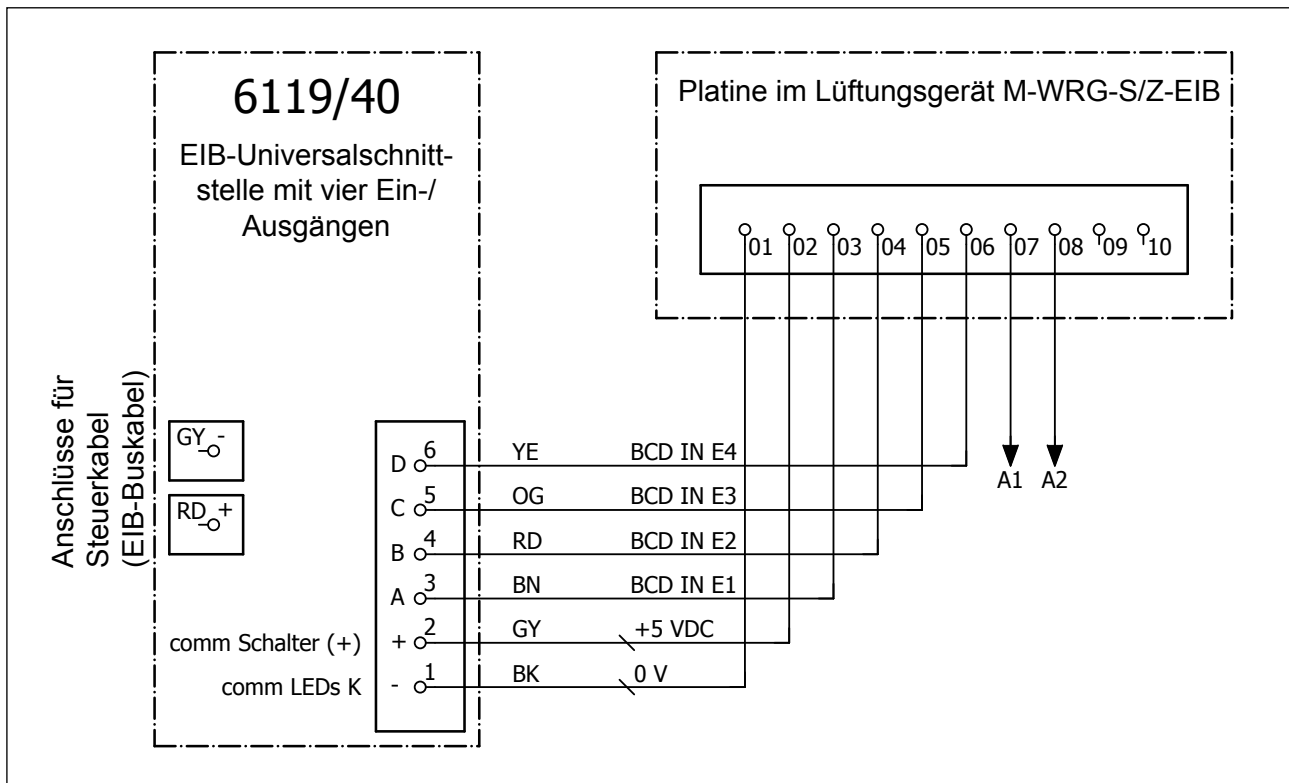 6119/40
EIB-Universalschnitt-
stelle mit vier Ein-/
Ausgängen
Platine im Lüftungsgerät M-WRG-S/Z-EIB
01 02 03 04 05 06 07 08 09 10
A1 A2
Anschlüsse für
Steuerkabel
(EIB-Buskabel)
GY -
RD +
D 6 YE BCD IN E4
C 5 OG BCD IN E3
B 4 RD BCD IN E2
A 3 BN BCD IN E1
comm Schalter (+) + 2 GY +5 VDC
comm LEDs K - 1 BK 0 V